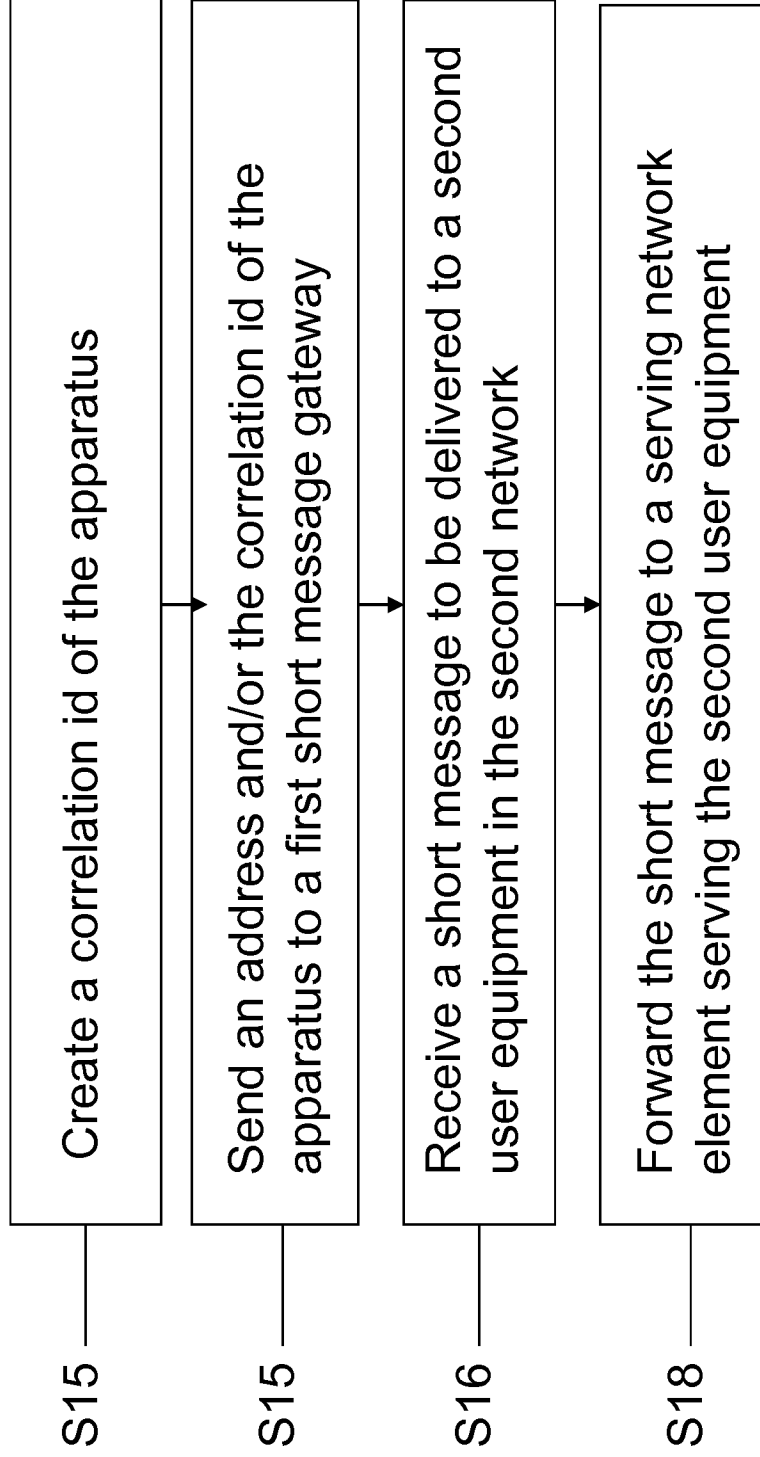 S15
Create a correlation id of the apparatus
S15
Send an address and/or the correlation id of the
apparatus to a first short message gateway
S16
Receive a short message to be delivered to a second
user equipment in the second network
S18
Forward the short message to a serving network
element serving the second user equipment